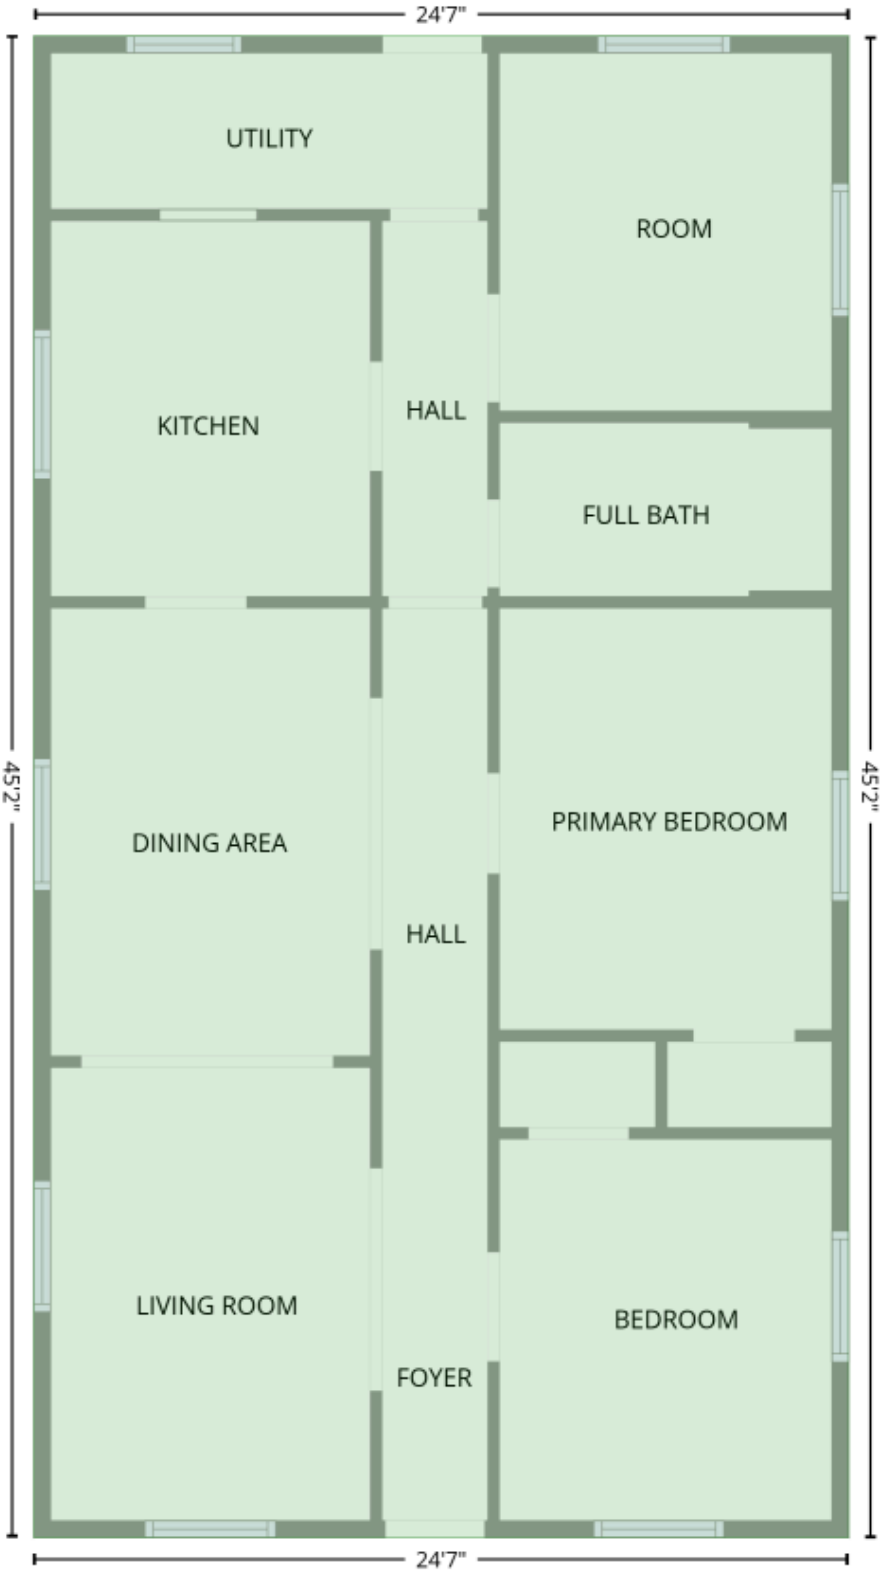 24'7"
UTILITY
ROOM
HALL
KITCHEN
FULL BATH
45'2"
45'2"
PRIMARY BEDROOM
DINING AREA
HALL
LIVING ROOM
BEDROOM
FOYER
24'7"